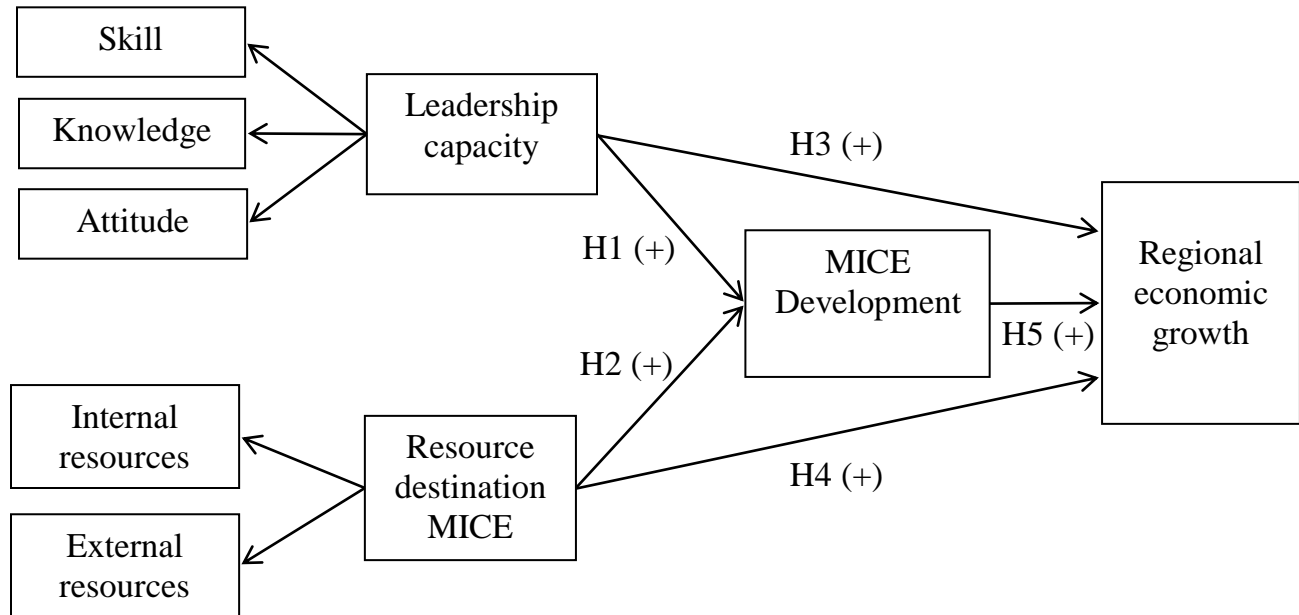 Skill
Knowledge
Attitude
Leadership
capacity
H3 (+)
H1 (+)
MICE
Development
Regional
economic
growth
H5 (+)
H2 (+)
H4 (+)
Internal
resources
External
resources
Resource
destination
MICE